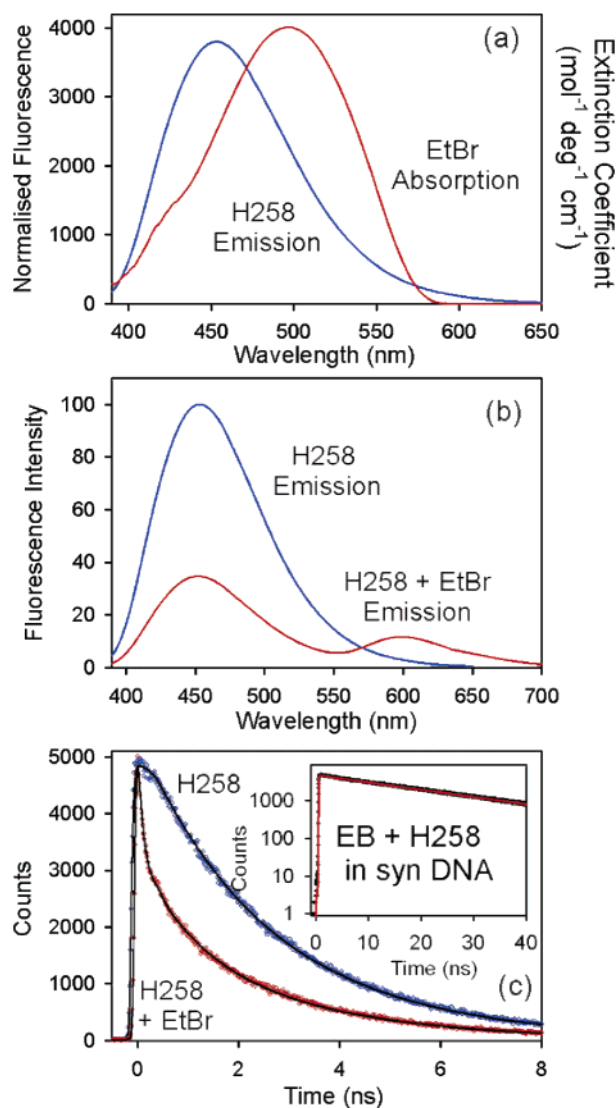 (a)
Normalised Fluorescence
4000
3000
2000
1000
0
H258
Emission
EtBr
Absorption
Extinction Coefficient
(mol⁻¹ deg⁻¹ cm⁻¹)
400 450 500 550 600 650
Wavelength (nm)
(b)
Fluorescence Intensity
100
80
60
40
20
0
H258
Emission
H258 + EtBr
Emission
400 450 500 550 600 700
Wavelength (nm)
(c)
Counts
5000
4000
3000
2000
1000
0
H258
H258
+ EtBr
Counts
1000
100
10
1
EB + H258
in syn DNA
0 10 20 30 40
Time (ns)
0 2 4 6 8
Time (ns)